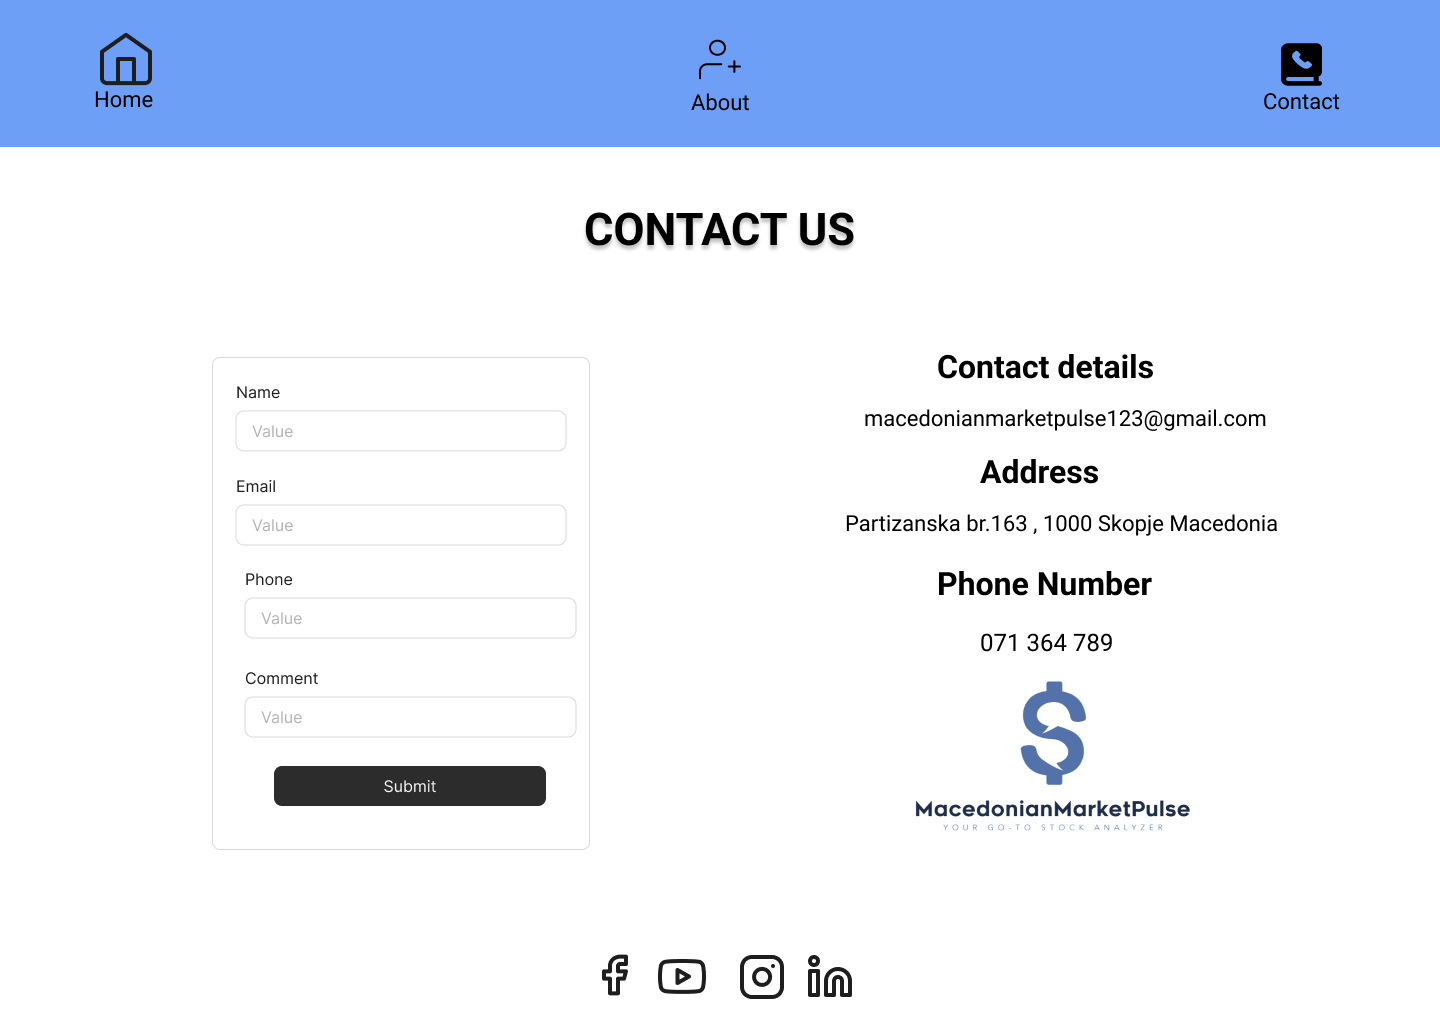 Home
About
Contact
CONTACT US
Name
Value
Email
Value
Phone
Value
Comment
Value
Submit
Contact details
macedonianmarketpulse123@gmail.com
Address
Partizanska br.163 , 1000 Skopje Macedonia
Phone Number
071 364 789
MacedonianMarketPulse
YOUR GO-TO STOCK ANALYZER